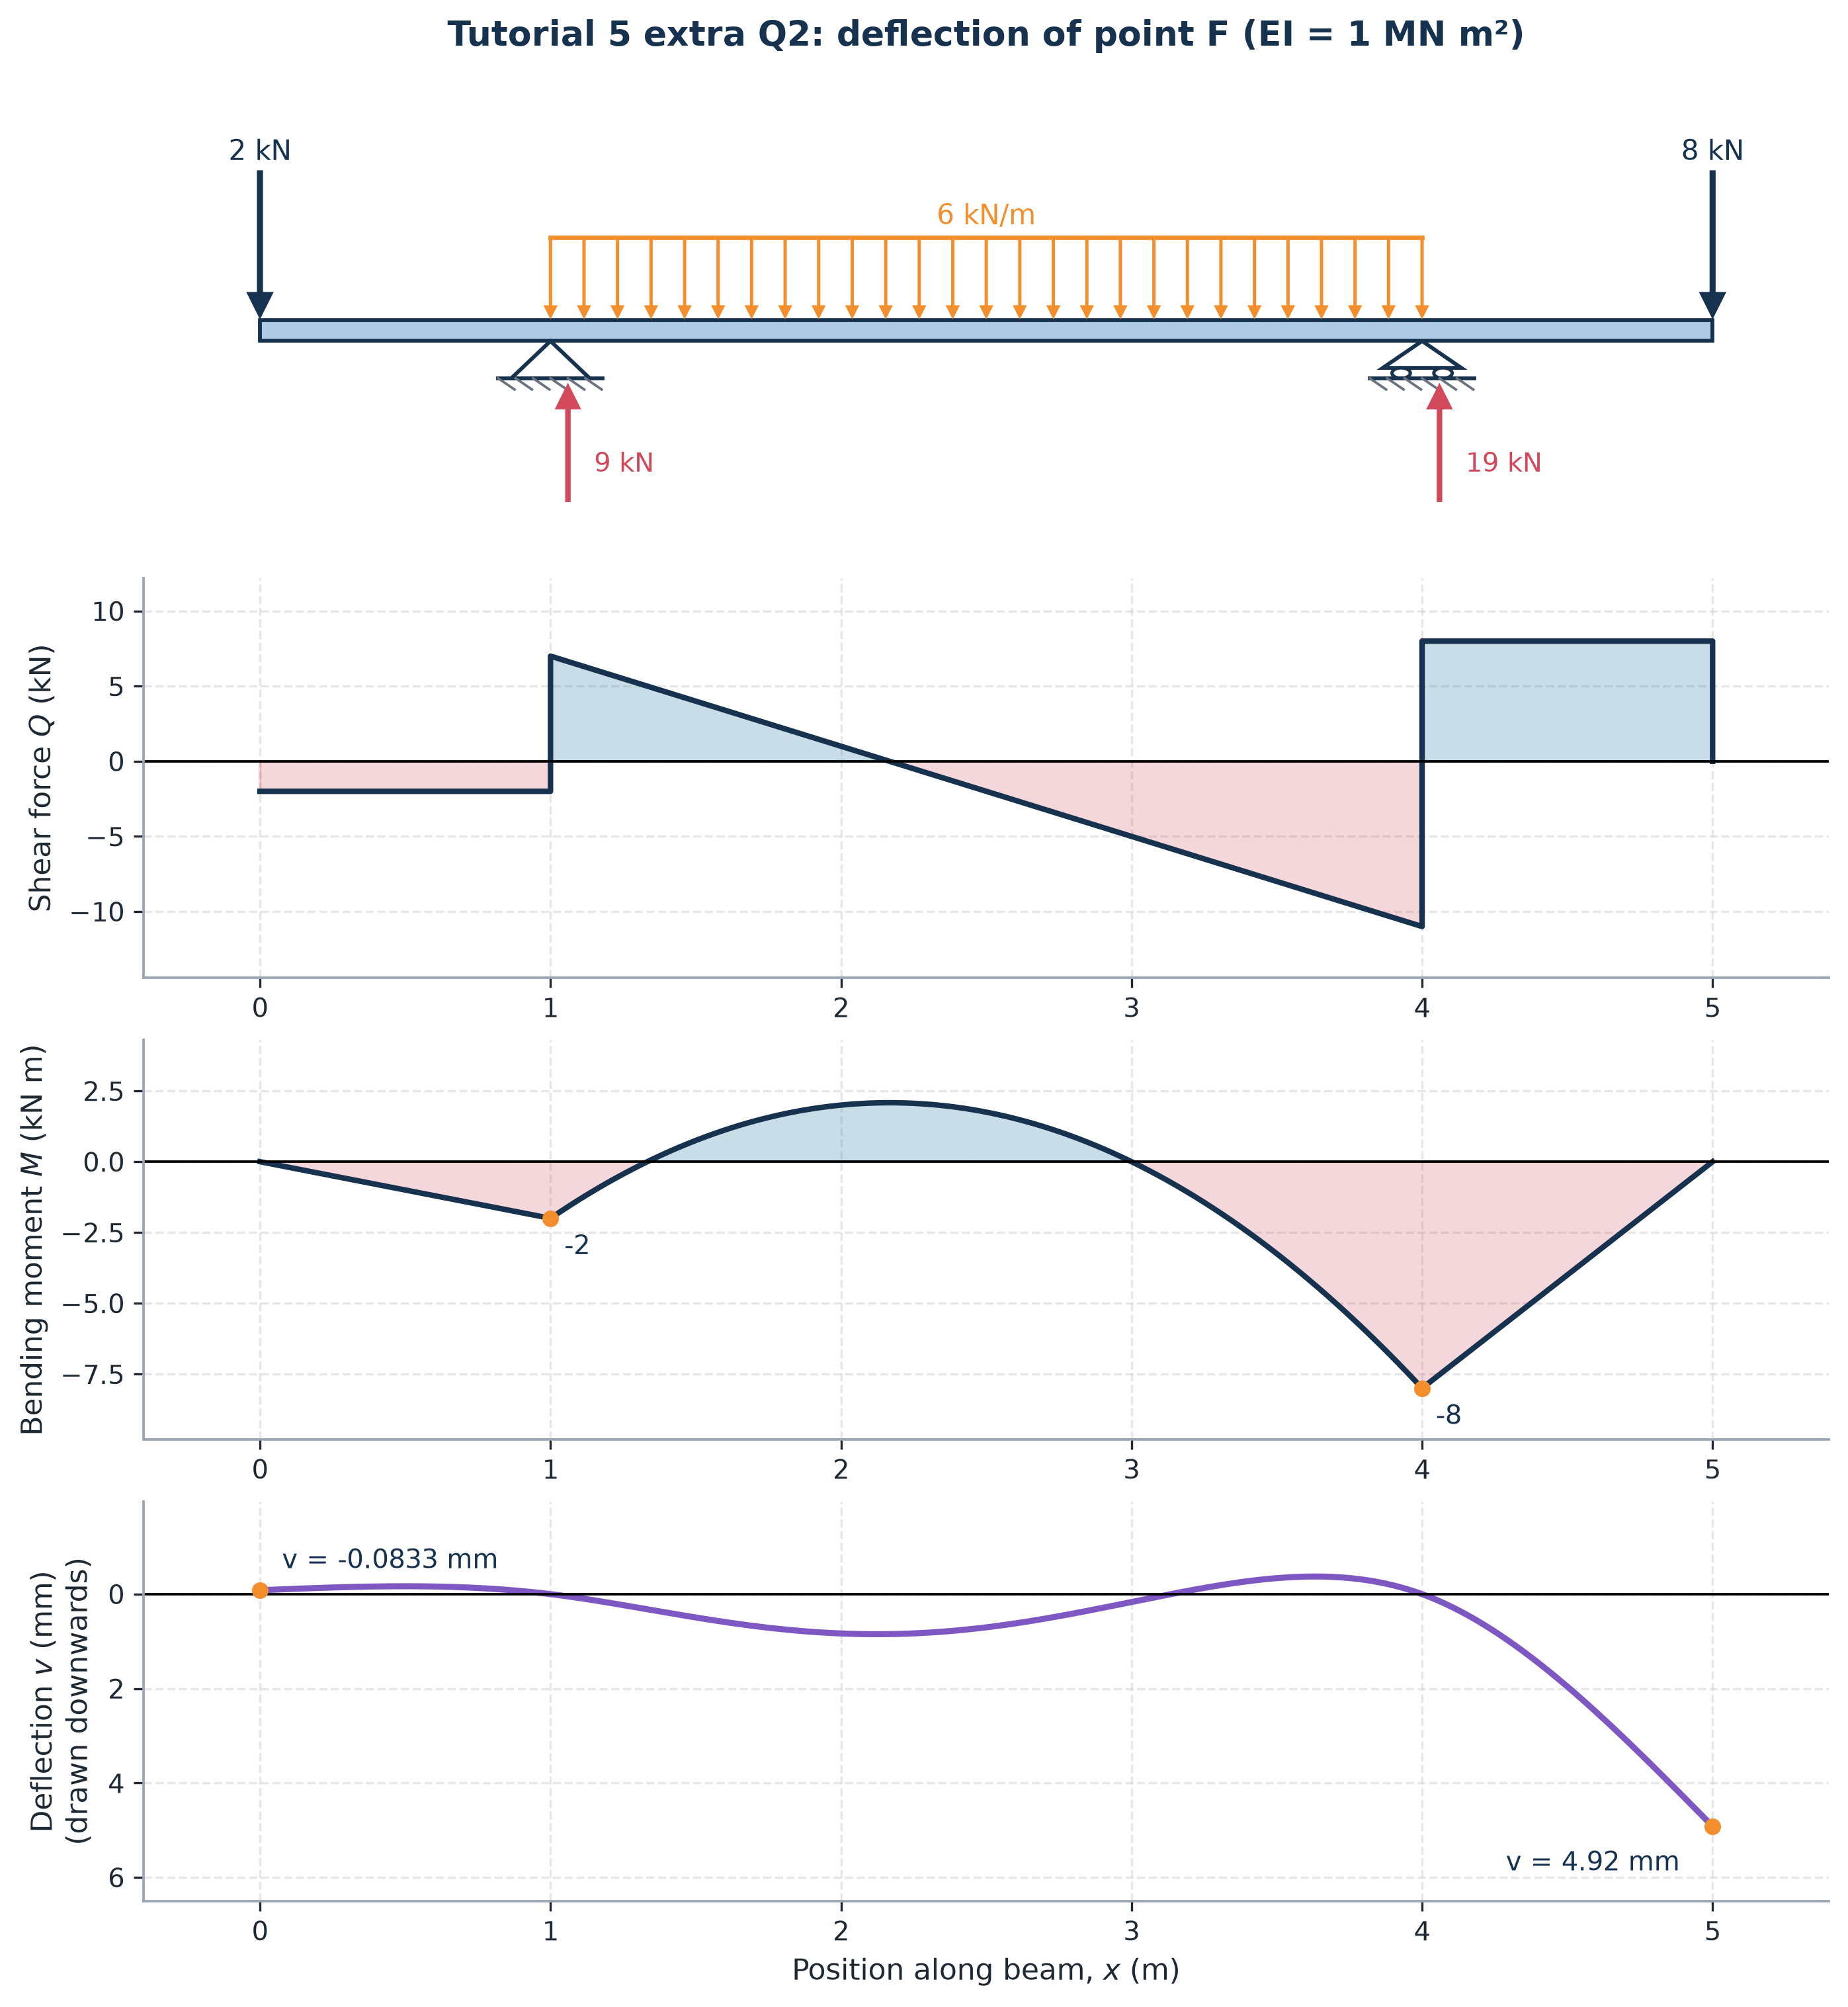 Tutorial 5 extra Q2: deflection of point F (EI = 1 MN m²)
2 kN
8 kN
6 kN/m
9 kN
19 kN
Shear force Q (kN)
10
5
0
−5
−10
0 1 2 3 4 5
Bending moment M (kN m)
2.5
0.0
−2.5
−5.0
−7.5
-2
-8
0 1 2 3 4 5
Deflection v (mm)
(drawn downwards)
v = -0.0833 mm
0
2
4
6
v = 4.92 mm
0 1 2 3 4 5
Position along beam, x (m)